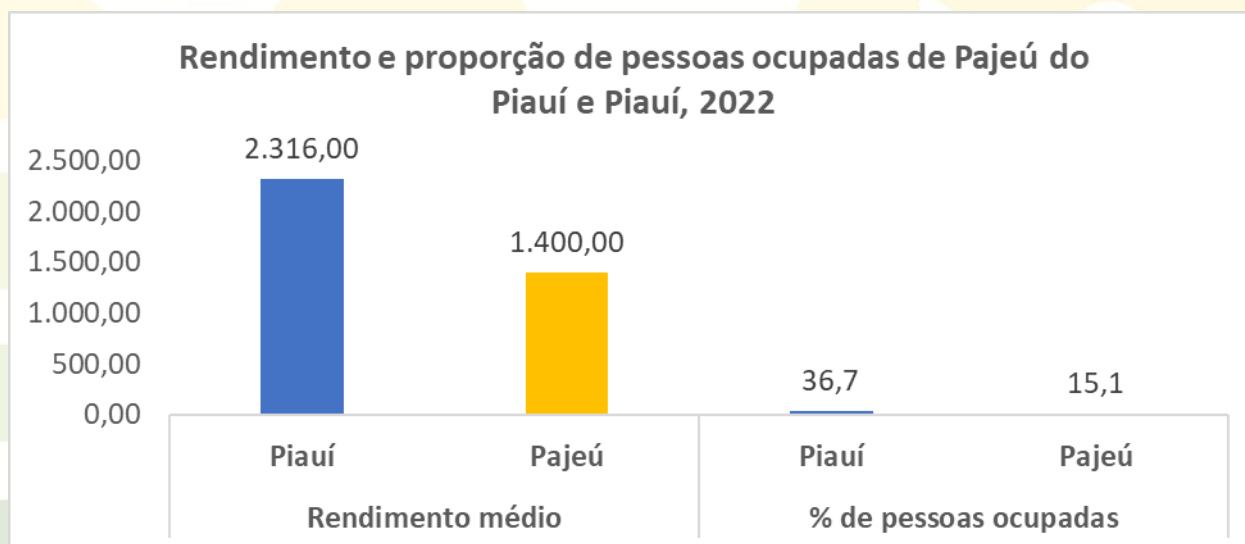 Rendimento e proporção de pessoas ocupadas de Pajeú do
Piauí e Piauí, 2022
2.500,00
2.000,00
1.500,00
1.000,00
500,00
0,00
2.316,00
1.400,00
36,7
15,1
Piauí Pajeú Piauí Pajeú
Rendimento médio % de pessoas ocupadas